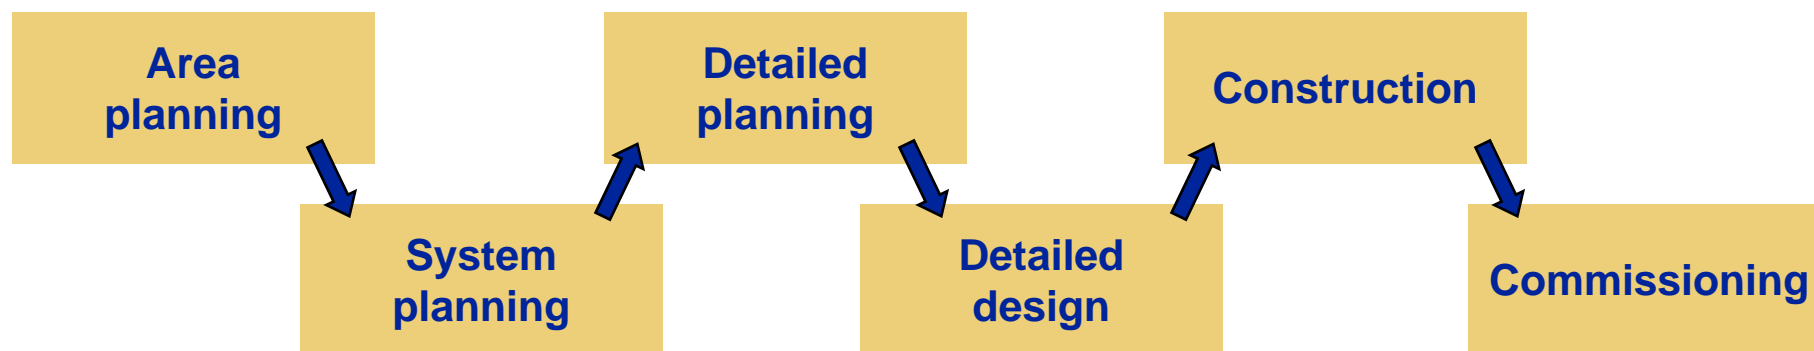 Area
planning
System
planning
Detailed
planning
Detailed
design
Construction
Commissioning